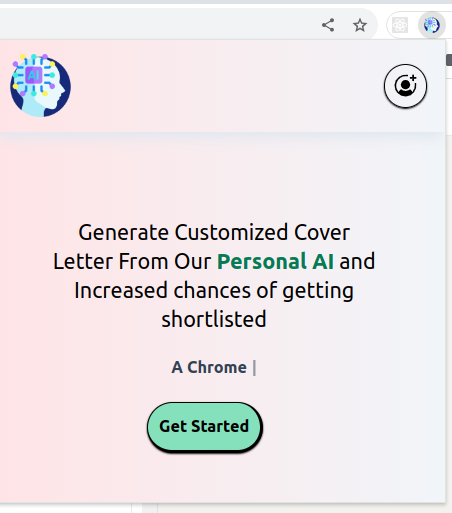 AI
Generate Customized Cover
Letter From Our Personal AI and
Increased chances of getting
shortlisted
A Chrome |
Get Started